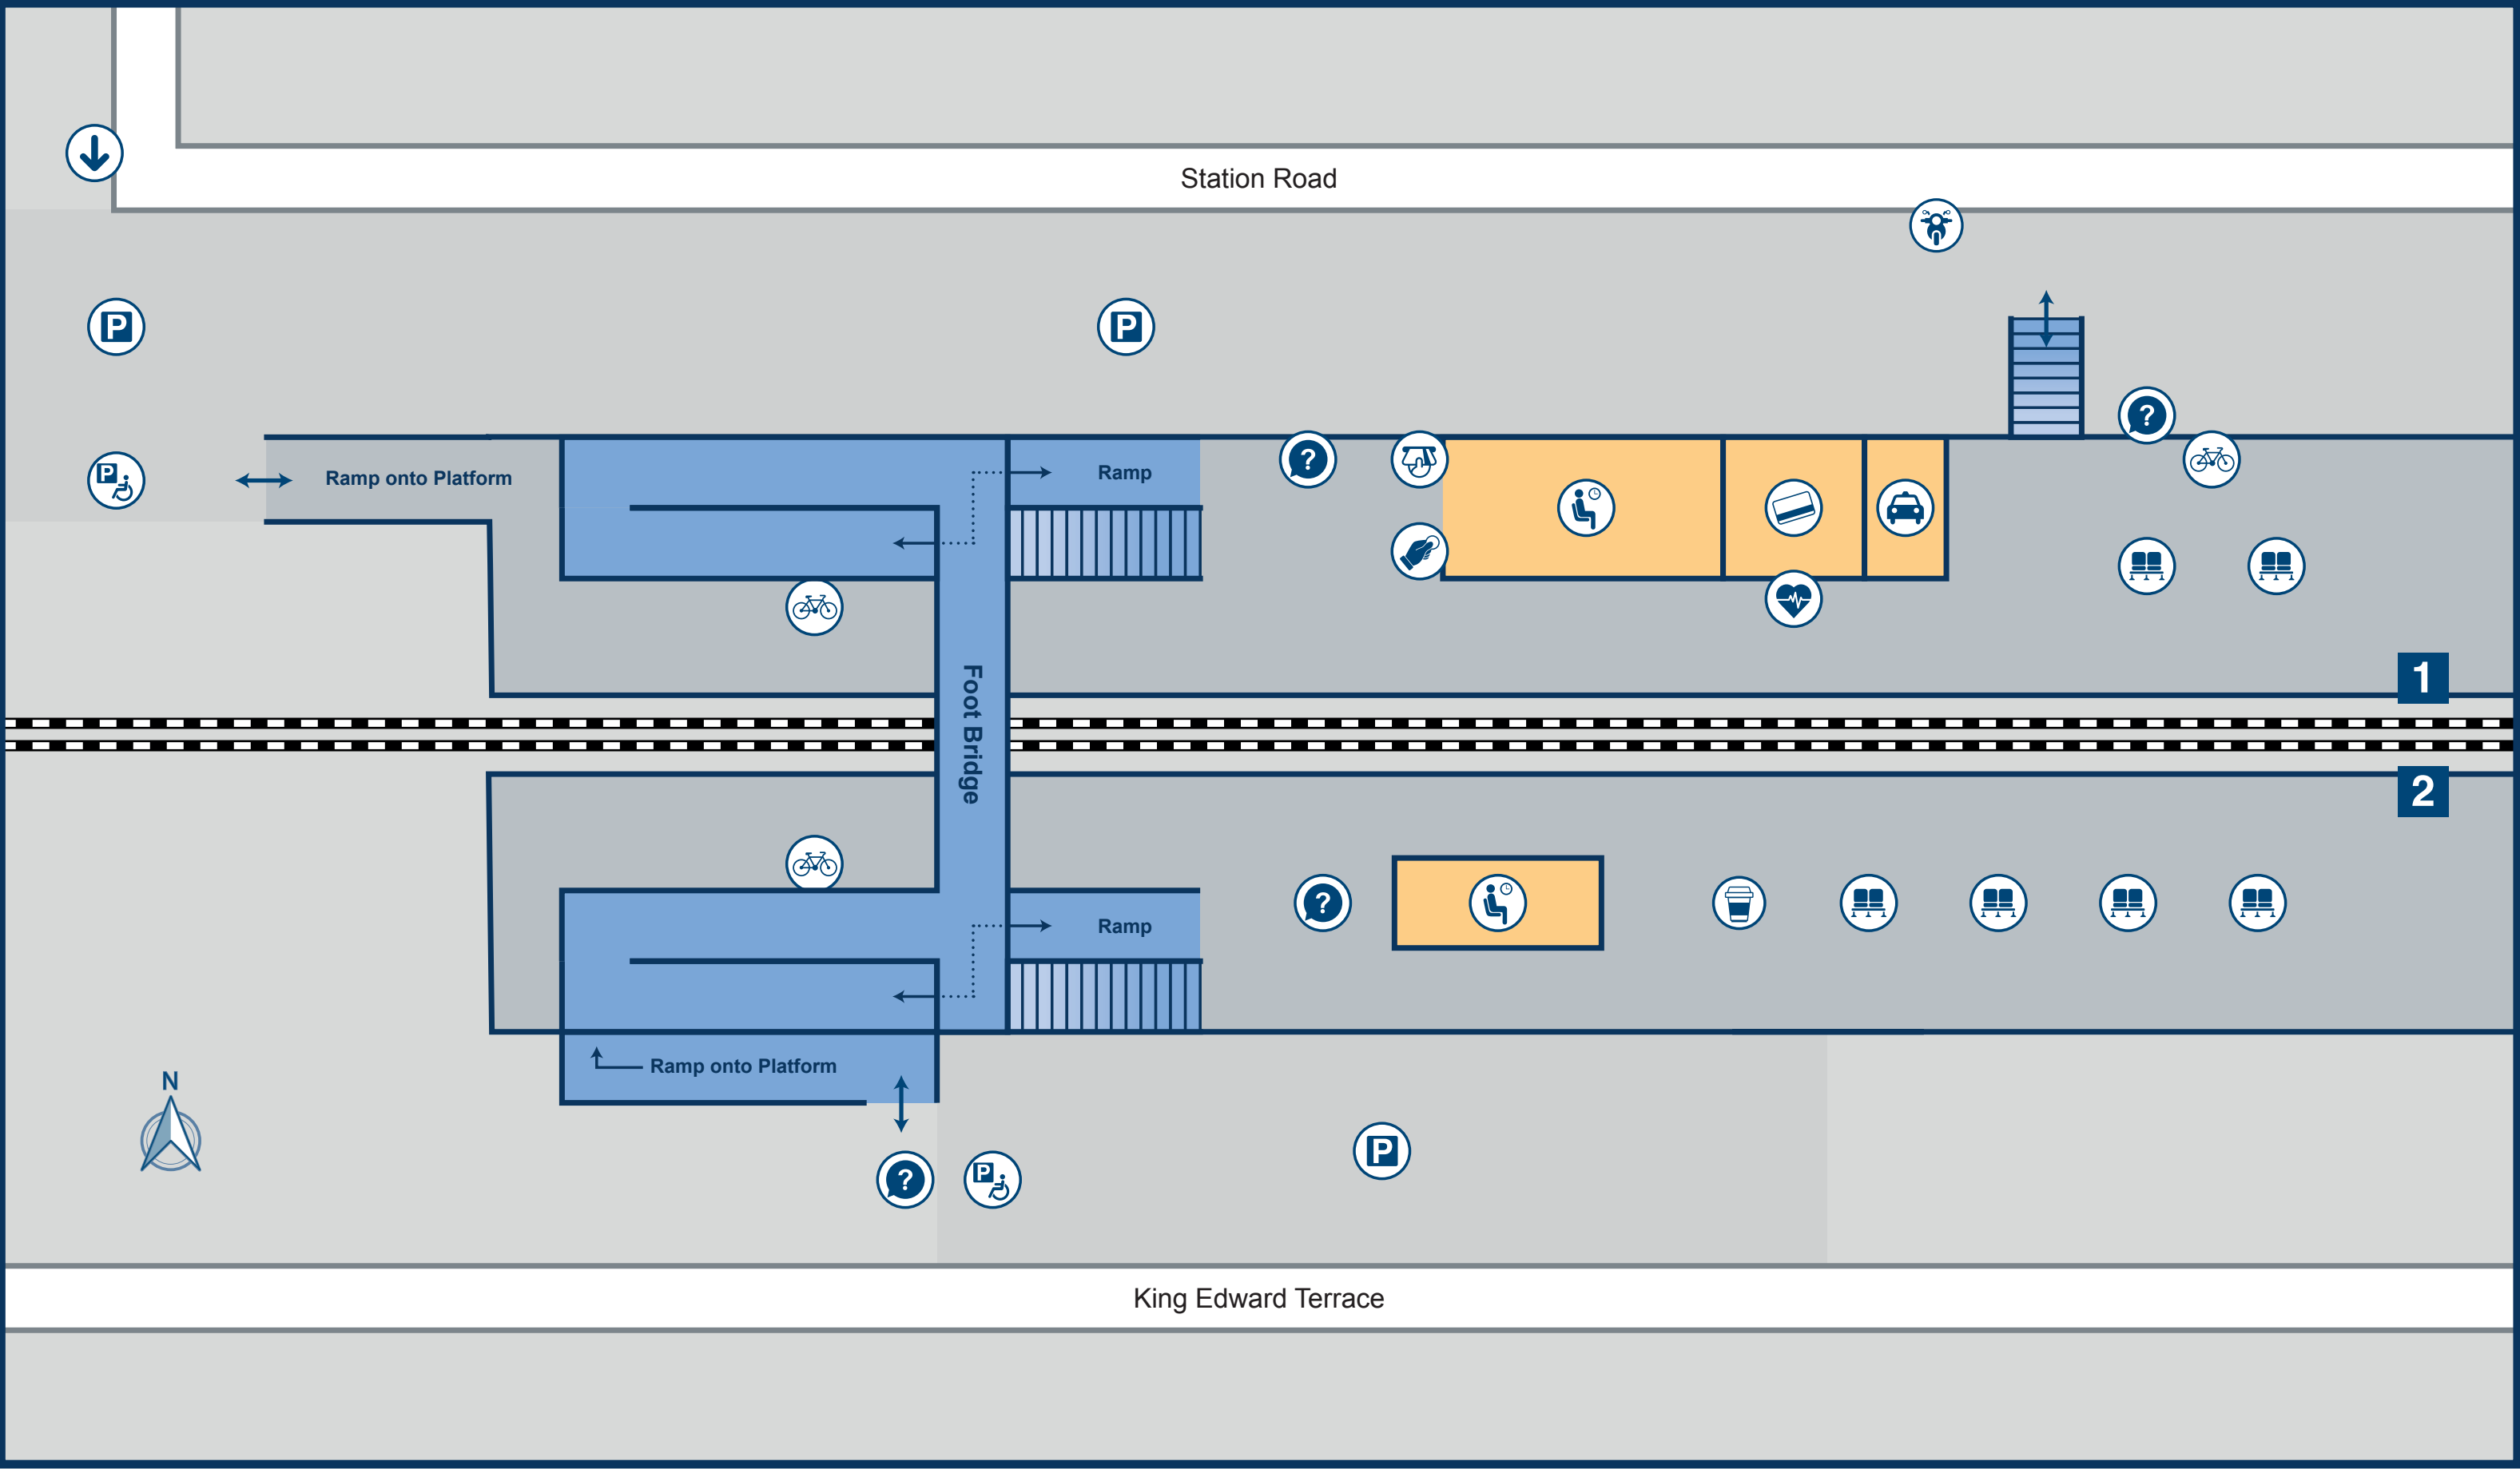 Station Road
P
P
?
Ramp onto Platform
P
Ramp
?
Foot Bridge
1
2
?
Ramp
Ramp onto Platform
N
P
?
P
King Edward Terrace